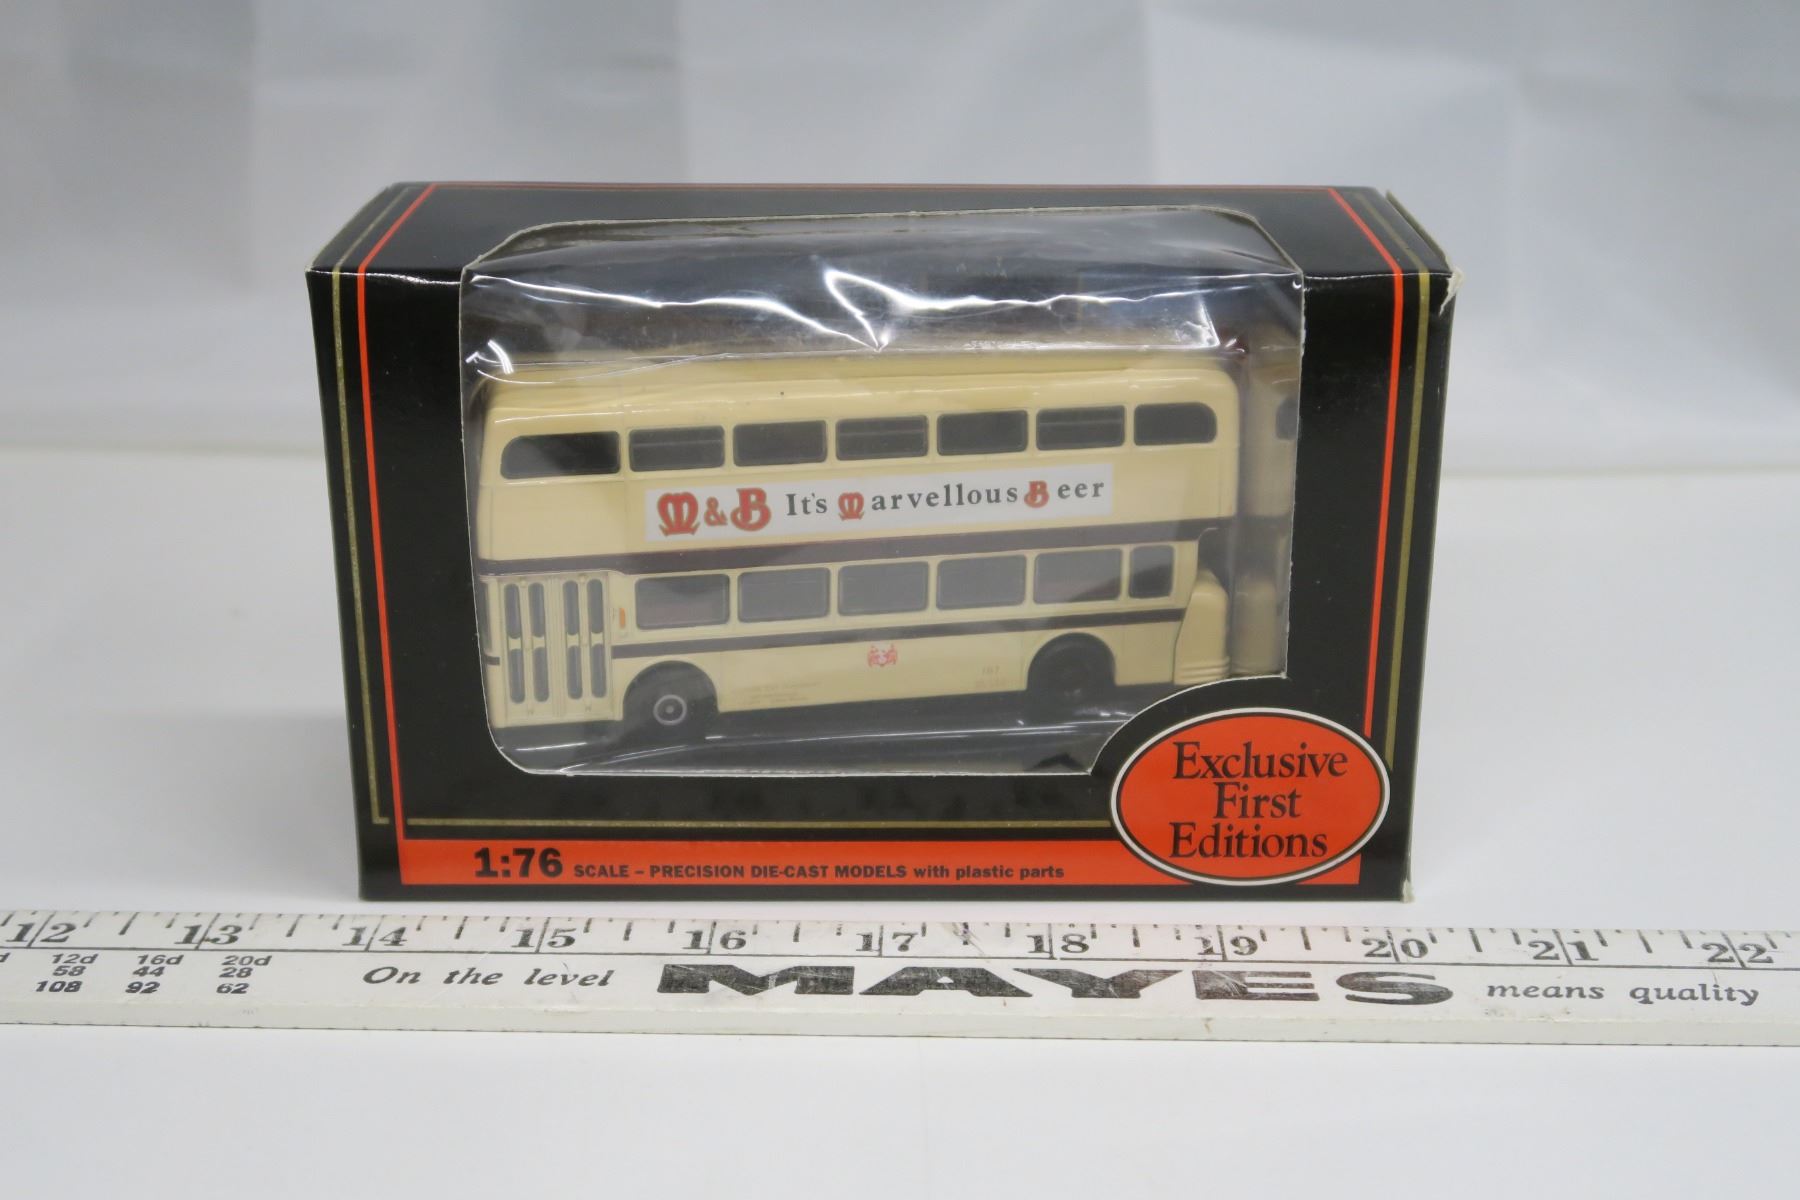 M&B It's Marvellous Beer
187
Exclusive
First
Editions
1:76 SCALE – PRECISION DIE-CAST MODELS with plastic parts
12 13 14 15 16 17 18 19 20 21 22
12d 16d 20d
58 44 28
108 92 62
On the level MAYES means quality